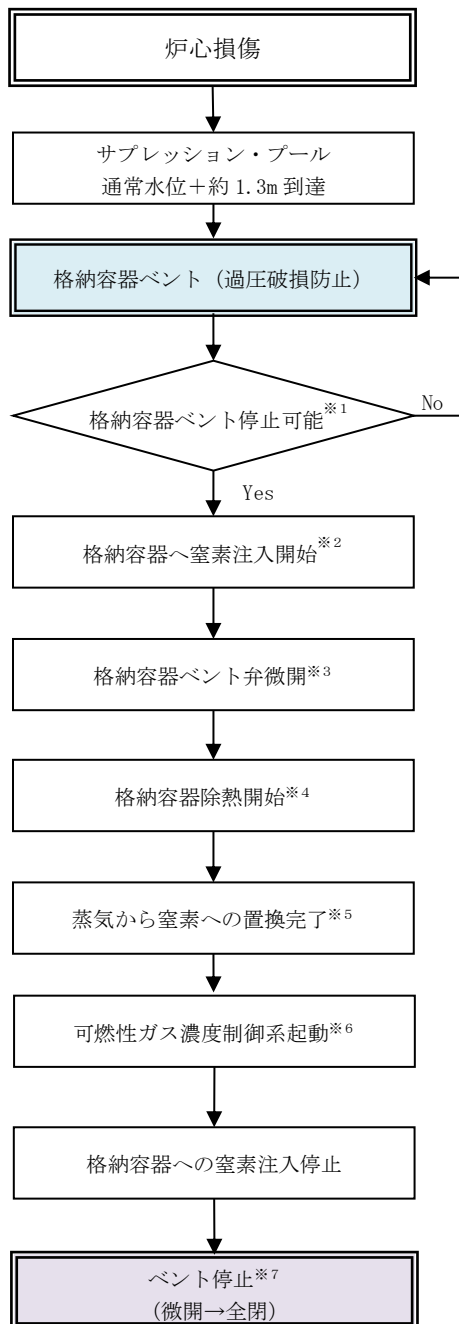 炉心損傷
サプレッション・プール
通常水位＋約 1.3m 到達
格納容器ベント（過圧破損防止）
格納容器ベント停止可能※1
No
Yes
格納容器へ窒素注入開始※2
格納容器ベント弁微開※3
格納容器除熱開始※4
蒸気から窒素への置換完了※5
可燃性ガス濃度制御系起動※6
格納容器への窒素注入停止
ベント停止※7
（微開→全閉）